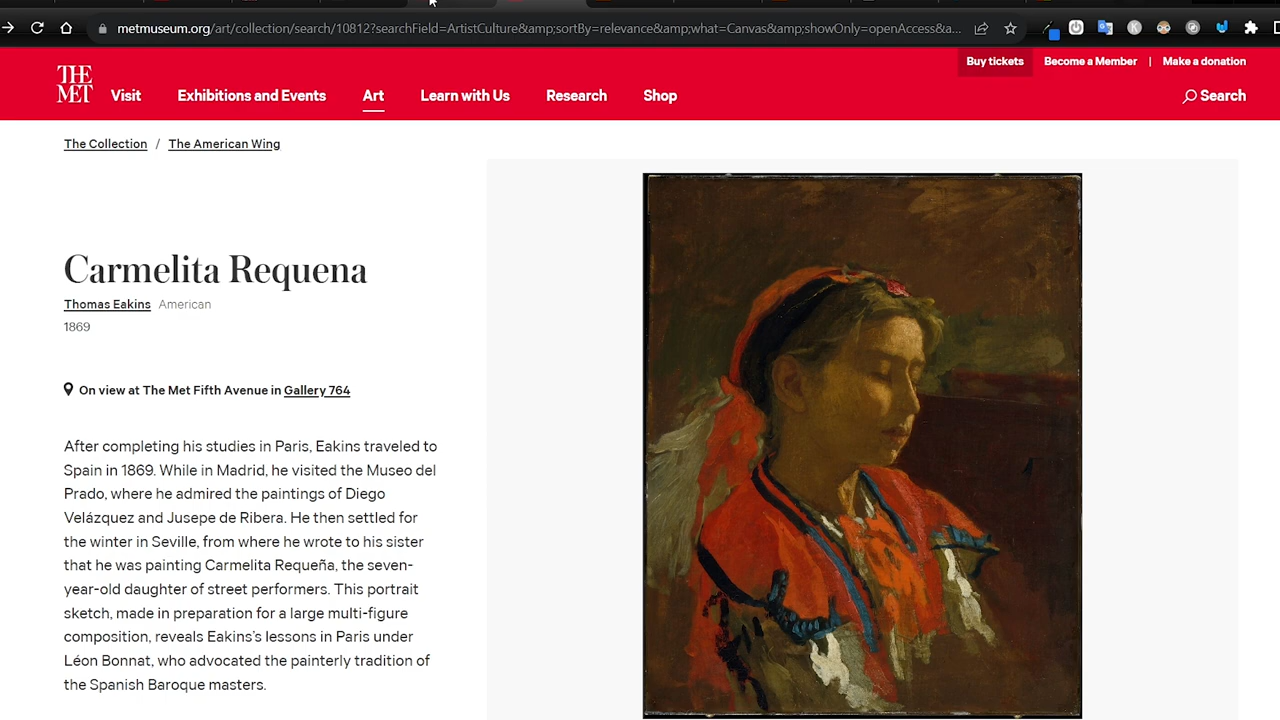 metmuseum.org/art/collection/search/10812?searchField=ArtistCulture&amp;sortBy=relevance&amp;what=Canvas&amp;showOnly=openAccess&a...
Buy tickets Become a Member | Make a donation
THE
MET
Visit Exhibitions and Events Art Learn with Us Research Shop Search
The Collection / The American Wing
Carmelita Requena
Thomas Eakins American
1869
On view at The Met Fifth Avenue in Gallery 764
After completing his studies in Paris, Eakins traveled to
Spain in 1869. While in Madrid, he visited the Museo del
Prado, where he admired the paintings of Diego
Velázquez and Jusepe de Ribera. He then settled for
the winter in Seville, from where he wrote to his sister
that he was painting Carmelita Requeña, the seven-
year-old daughter of street performers. This portrait
sketch, made in preparation for a large multi-figure
composition, reveals Eakins's lessons in Paris under
Léon Bonnat, who advocated the painterly tradition of
the Spanish Baroque masters.